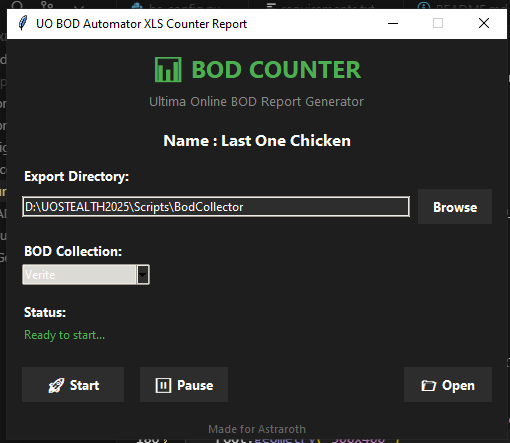 UO BOD Automator XLS Counter Report
BOD COUNTER
Ultima Online BOD Report Generator
Name : Last One Chicken
Export Directory:
D:\UOSTEALTH2025\Scripts\BodCollector
Browse
BOD Collection:
Verite
Status:
Ready to start...
Start
Pause
Open
Made for Astraroth